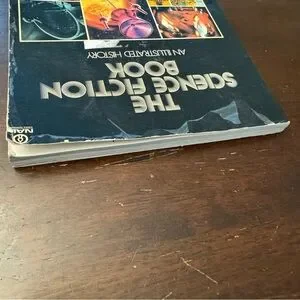 THE
SCIENCE FICTION
BOOK
AN ILLUSTRATED HISTORY